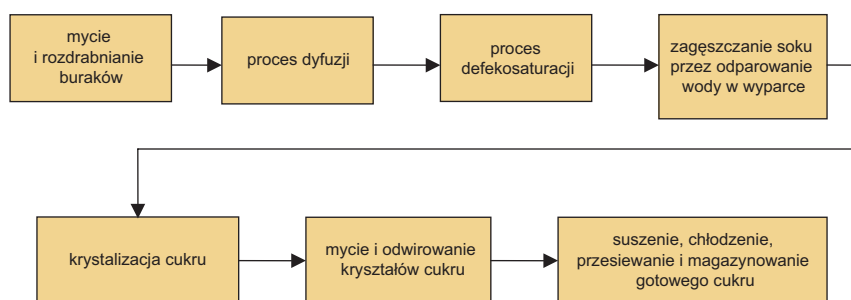 mycie
i rozdrabnianie
buraków
proces dyfuzji
proces
defekosaturacji
zagęszczanie soku
przez odparowanie
wody w wyparce
krystalizacja cukru
mycie i odwirowanie
kryształów cukru
suszenie, chłodzenie,
przesiewanie i magazynowanie
gotowego cukru